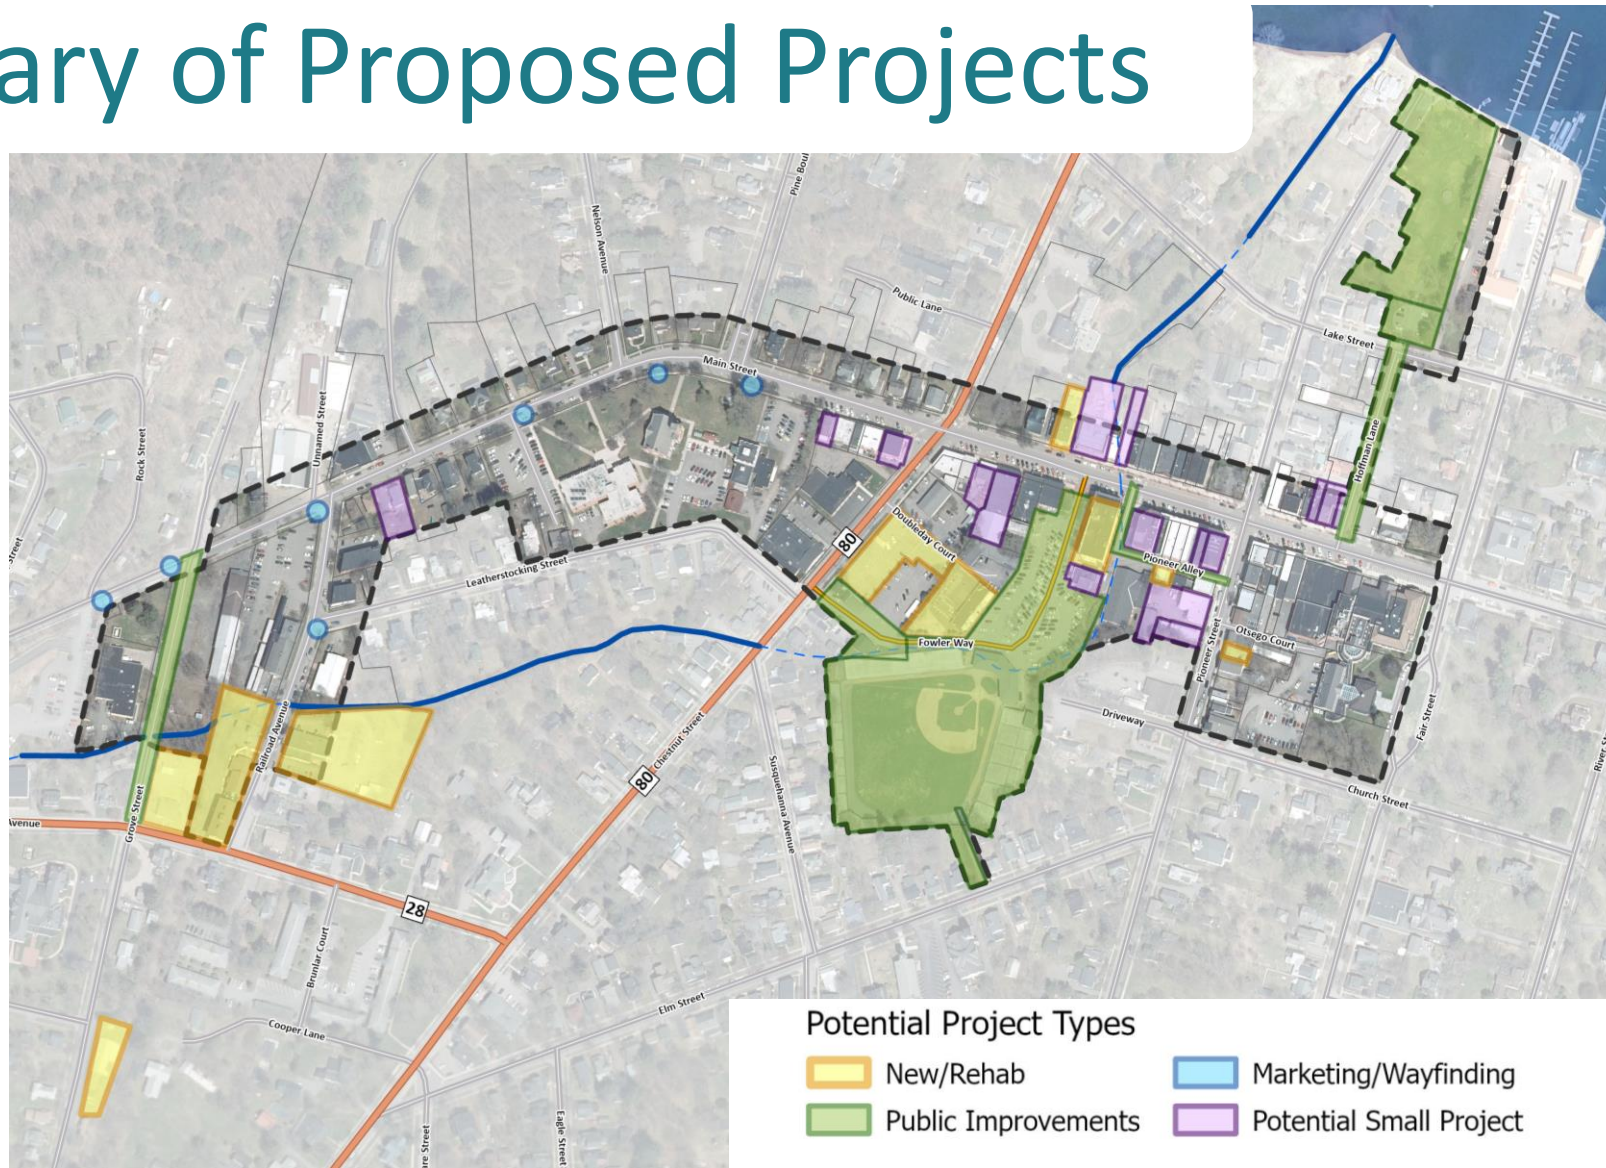 ary of Proposed Projects
Pine Boul
Nelson Avenue
Public Lane
Lake Street
Main Street
Unnamed Street
Rock Street
Hoffman Lane
Street
80
Doubleday Court
Leatherstocking Street
Pioneer Alley
Fowler Way
Otsego Court
Pioneer Street
Driveway
Fair Street
River St
Railroad Avenue
Chestnut Street
80
Susquehanna Avenue
Church Street
Avenue
Grove Street
28
Brunlar Court
Elm Street
Cooper Lane
are Street
Eagle Street
Potential Project Types
New/Rehab
Marketing/Wayfinding
Public Improvements
Potential Small Project